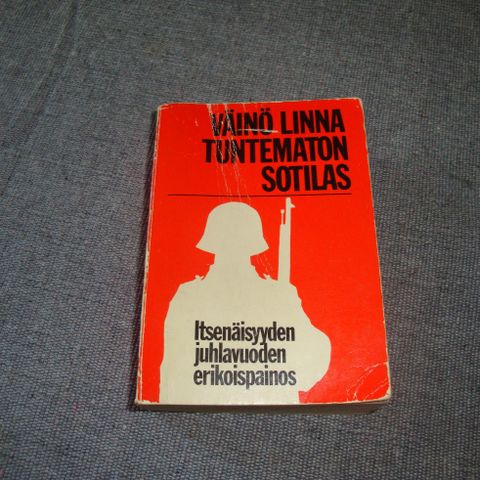 VÄINÖ LINNA
TUNTEMATON
SOTILAS
Itsenäisyyden
juhlavuoden
erikoispainos